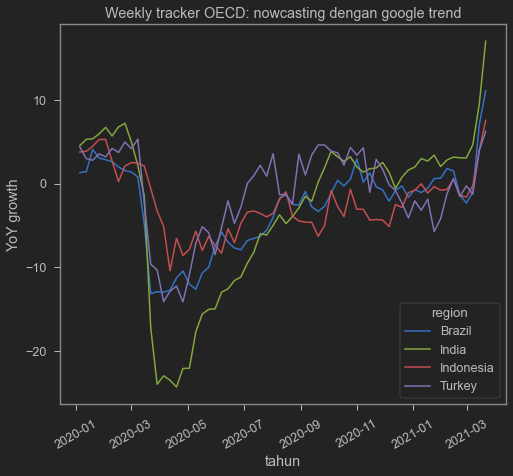 Weekly tracker OECD: nowcasting dengan google trend
YoY growth
10
0
−10
−20
2020-01
2020-03
2020-05
2020-07
2020-09
2020-11
2021-01
2021-03
tahun
region
Brazil
India
Indonesia
Turkey